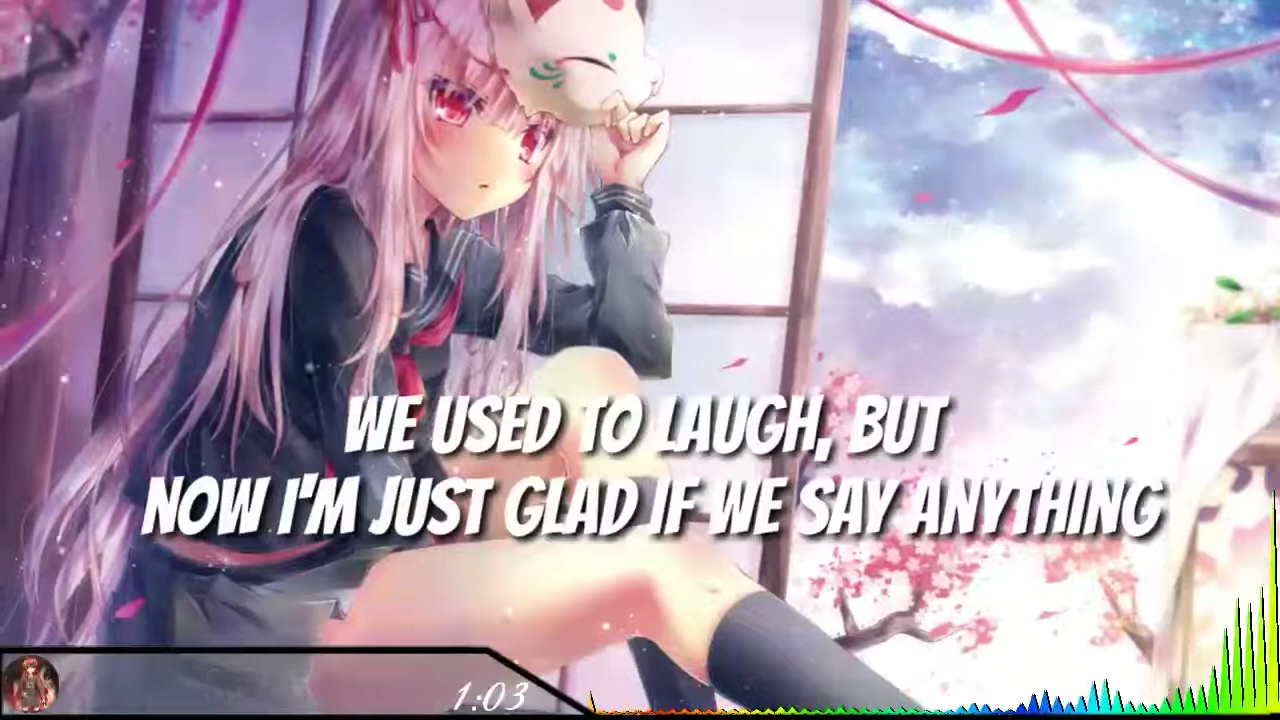 WE USED TO LAUGH, BUT
NOW I'M JUST GLAD IF WE SAY ANYTHING
1:03